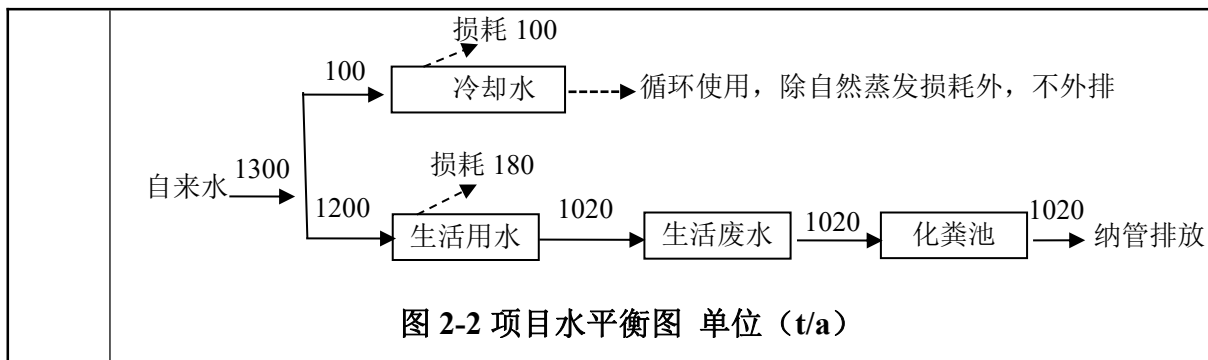 损耗 100
100
冷却水
循环使用，除自然蒸发损耗外，不外排
自来水
1300
损耗 180
1200
生活用水
1020
生活废水
1020
化粪池
1020
纳管排放
图 2-2 项目水平衡图 单位（t/a）